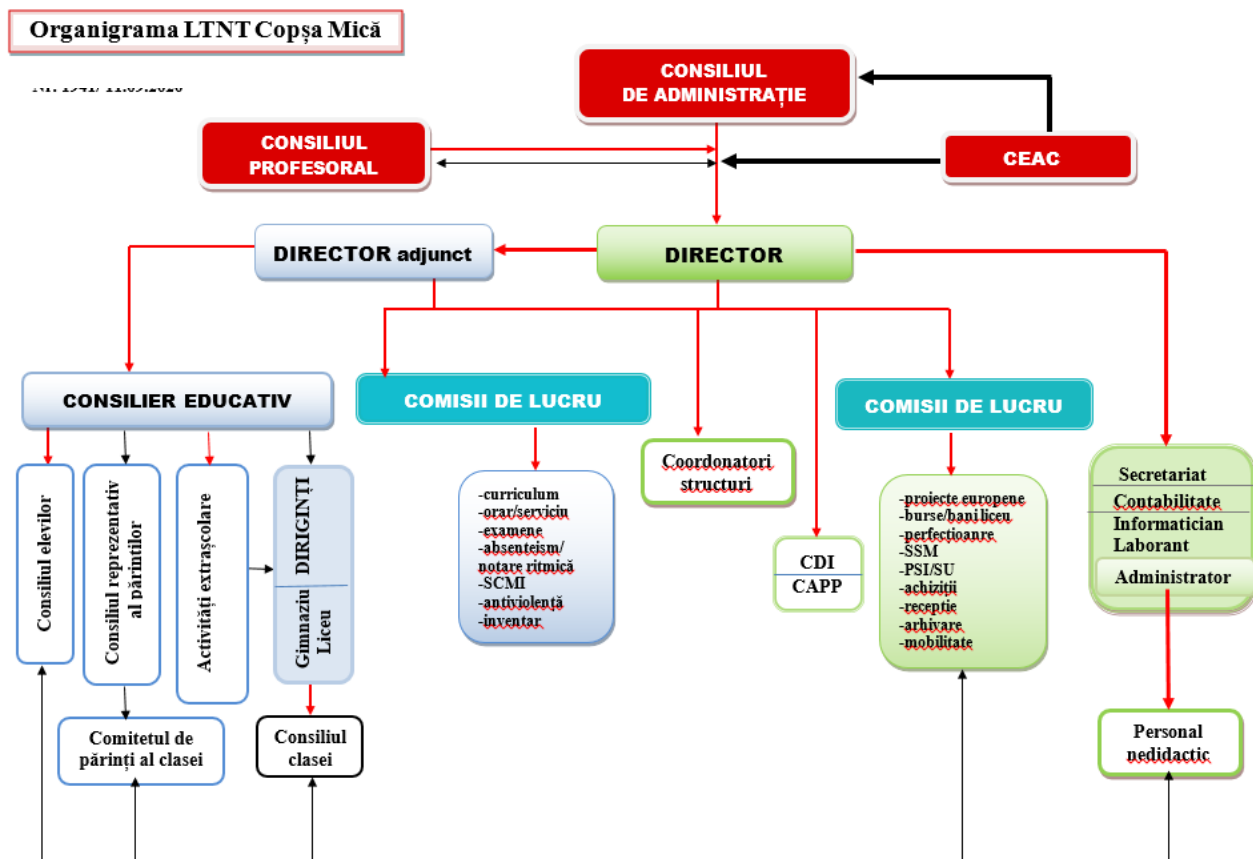 Organigrama LTNT Copșa Mică
CONSILIUL
DE ADMINISTRAȚIE
CONSILIUL
PROFESORAL
CEAC
DIRECTOR adjunct
DIRECTOR
CONSILIER EDUCATIV
COMISII DE LUCRU
COMISII DE LUCRU
Consiliul elevilor
Consiliul reprezentativ
al părintilor
Activități extrașcolare
DIRIGINȚI
Gimnaziu
Liceu
-curriculum
-orar/serviciu
-examene
-absenteism/
notare ritmică
-SCMI
-antiviolență
-inventar
Coordonatori
structuri
CDI
CAPP
-proiecte europene
-burse/bani liceu
-perfecțioanre
-SSM
-PSI/SU
-achiziții
-receptie
-arhivare
-mobilitate
Secretariat
Contabilitate
Informatician
Laborant
Administrator
Comitetul de
părinți al clasei
Consiliul
clasei
Personal
nedidactic